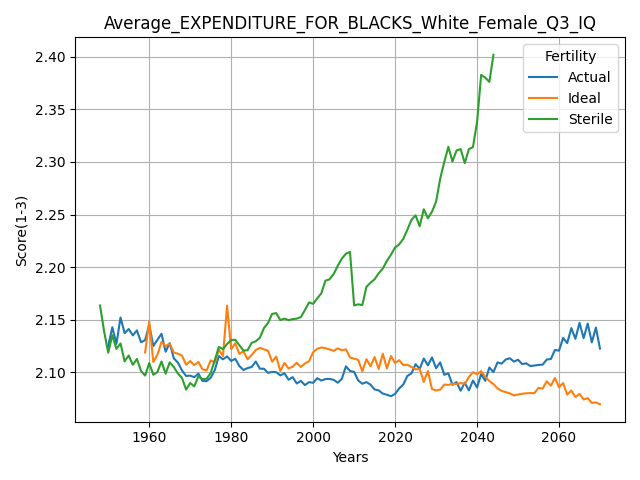 Average_EXPENDITURE_FOR_BLACKS_White_Female_Q3_IQ
Fertility
Actual
Ideal
Sterile
Score(1-3)
2.40
2.35
2.30
2.25
2.20
2.15
2.10
1960 1980 2000 2020 2040 2060
Years